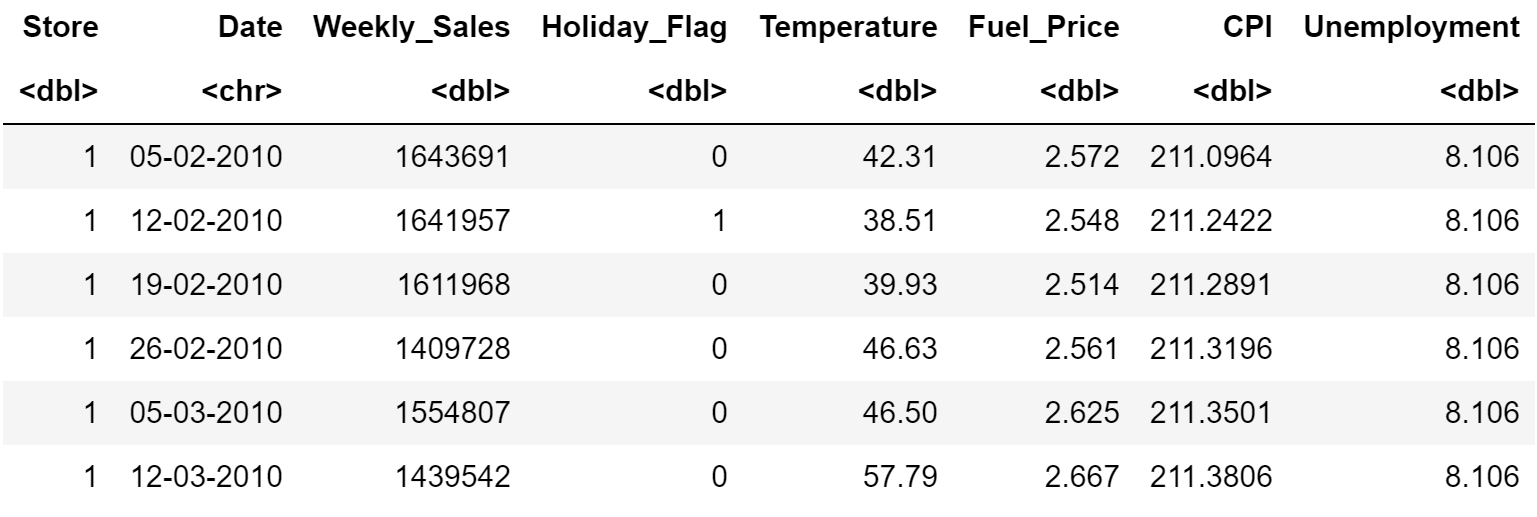 Store Date Weekly_Sales Holiday_Flag Temperature Fuel_Price CPI Unemployment
<dbl> <chr> <dbl> <dbl> <dbl> <dbl> <dbl> <dbl>
1 05-02-2010 1643691 0 42.31 2.572 211.0964 8.106
1 12-02-2010 1641957 1 38.51 2.548 211.2422 8.106
1 19-02-2010 1611968 0 39.93 2.514 211.2891 8.106
1 26-02-2010 1409728 0 46.63 2.561 211.3196 8.106
1 05-03-2010 1554807 0 46.50 2.625 211.3501 8.106
1 12-03-2010 1439542 0 57.79 2.667 211.3806 8.106